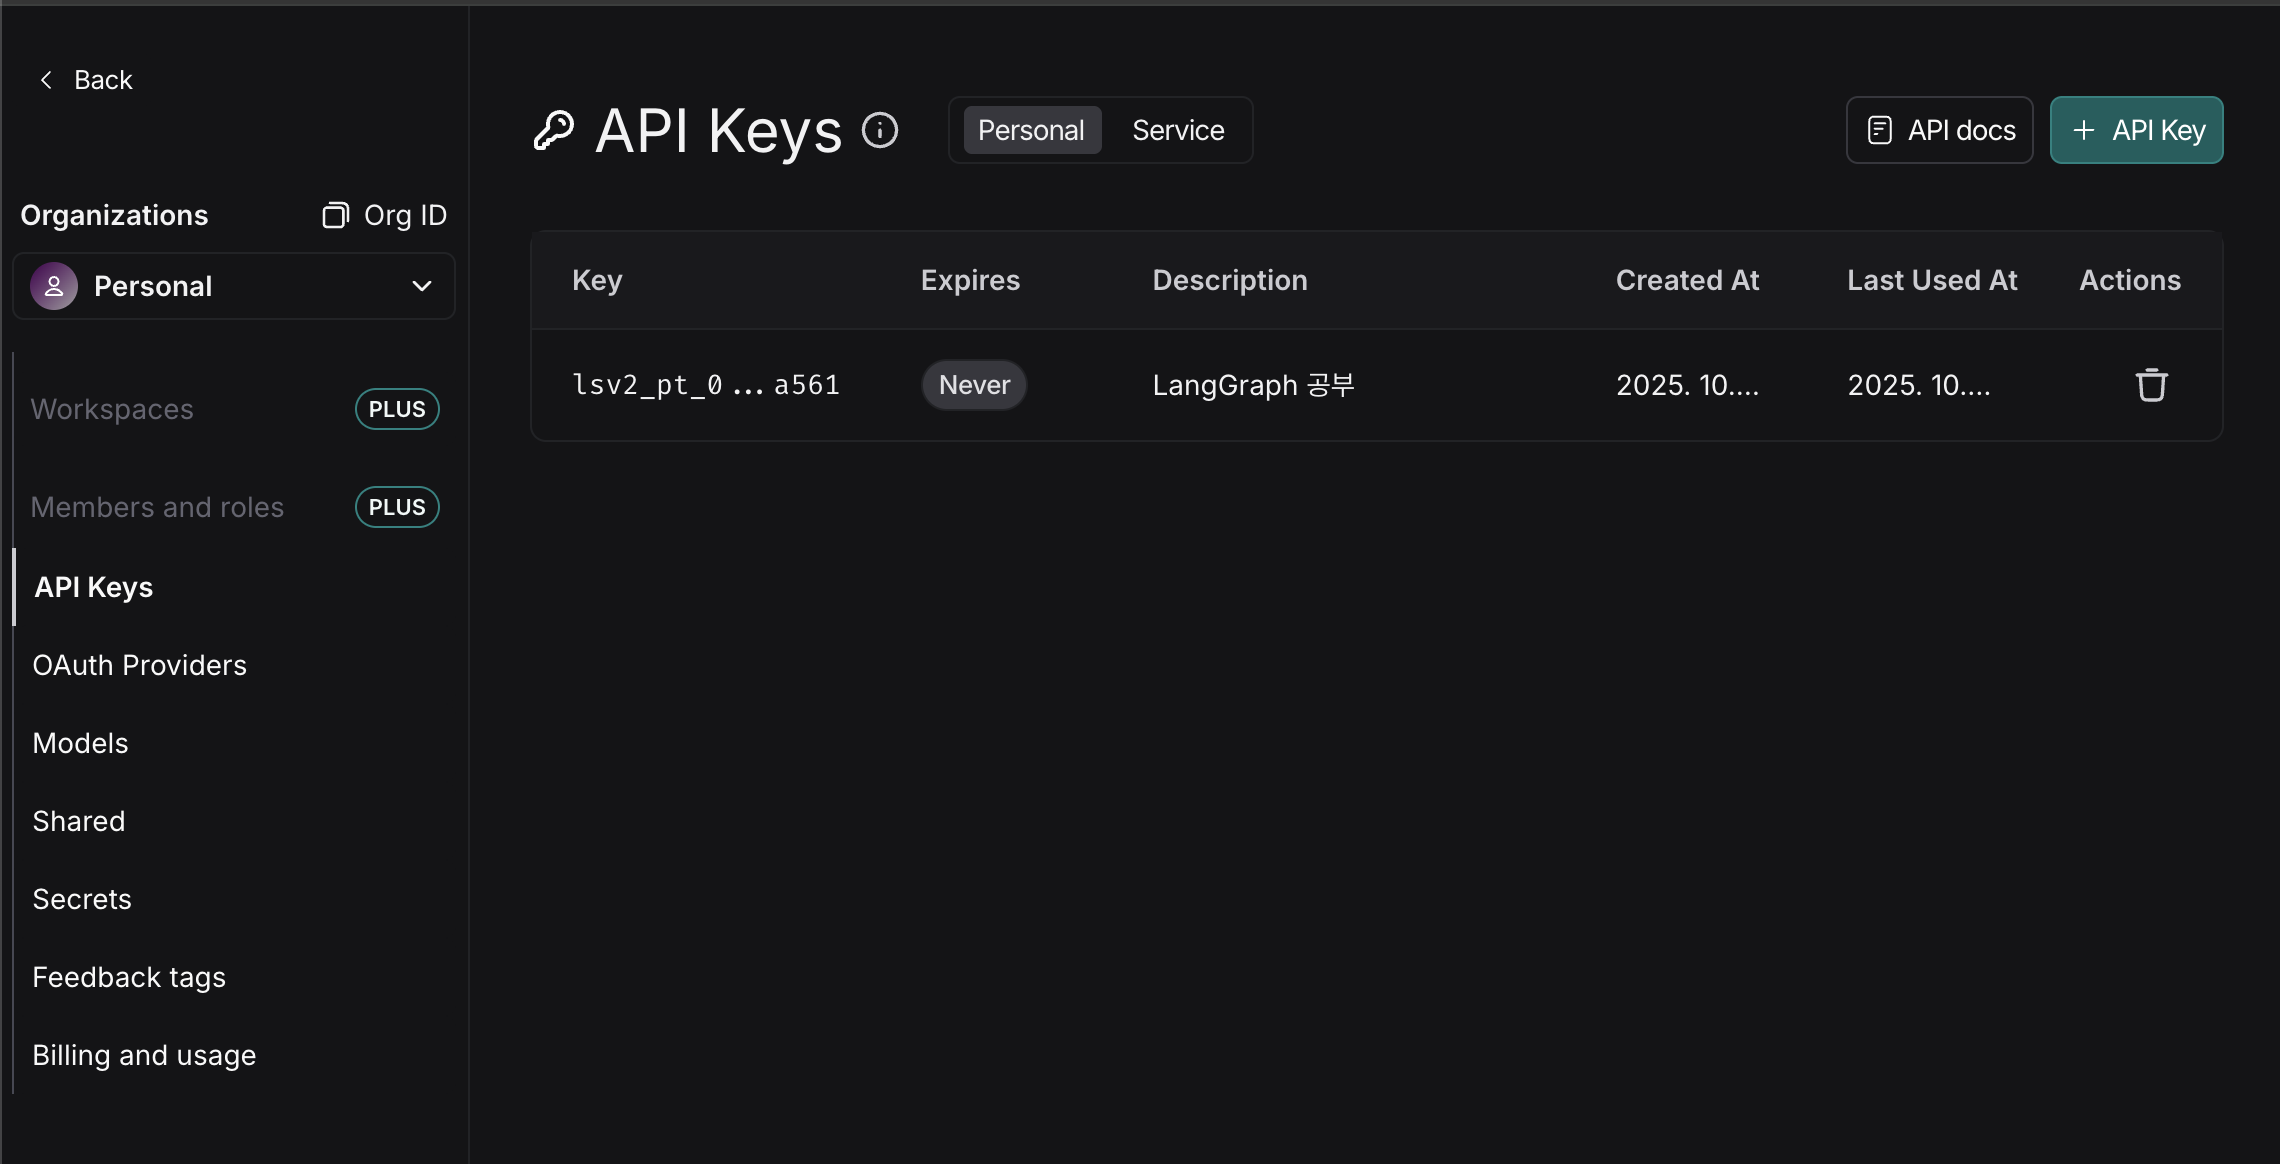 Back
Organizations
Org ID
Personal
Workspaces PLUS
Members and roles PLUS
API Keys
OAuth Providers
Models
Shared
Secrets
Feedback tags
Billing and usage
API Keys
Personal Service
API docs
+ API Key
Key Expires Description Created At Last Used At Actions
lsv2_pt_0...a561 Never LangGraph 공부 2025. 10.... 2025. 10....